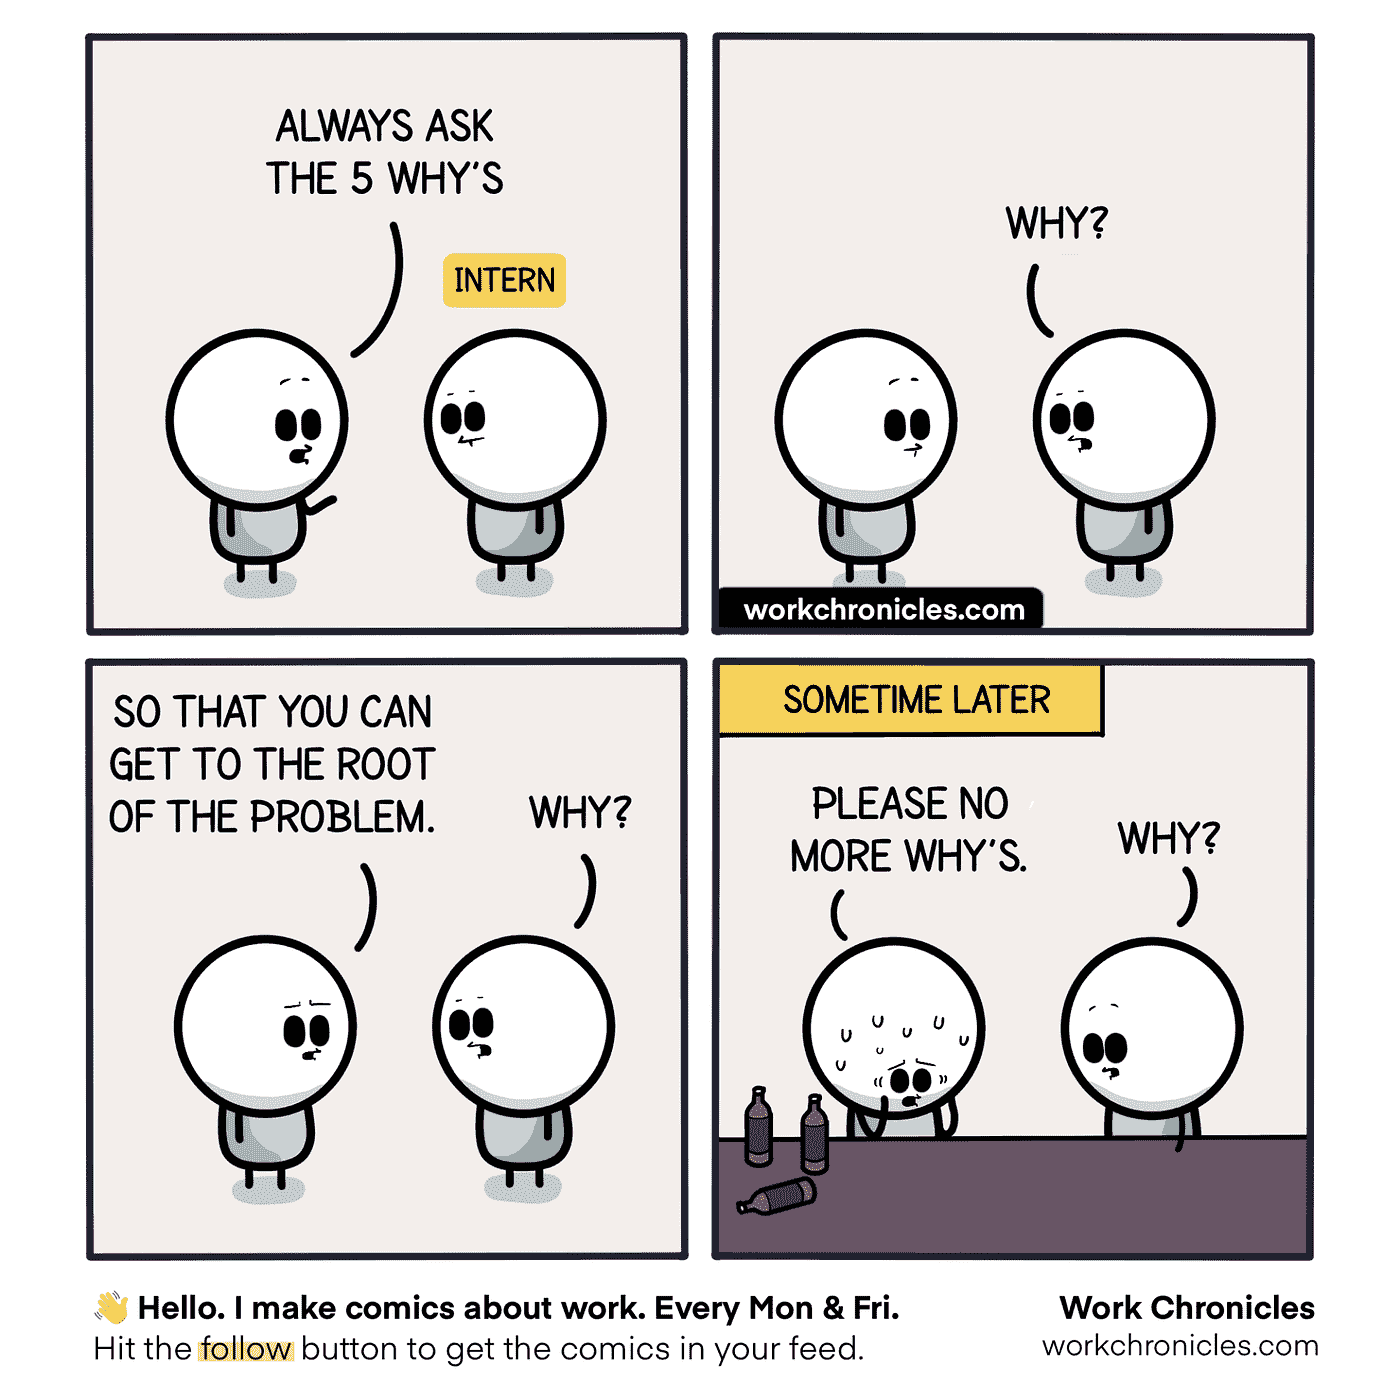 ALWAYS ASK
THE 5 WHY'S
INTERN
WHY?
workchronicles.com
SO THAT YOU CAN
GET TO THE ROOT
OF THE PROBLEM.
WHY?
SOMETIME LATER
PLEASE NO
MORE WHY'S.
WHY?
👋 Hello. I make comics about work. Every Mon & Fri.
Hit the follow button to get the comics in your feed.
Work Chronicles
workchronicles.com